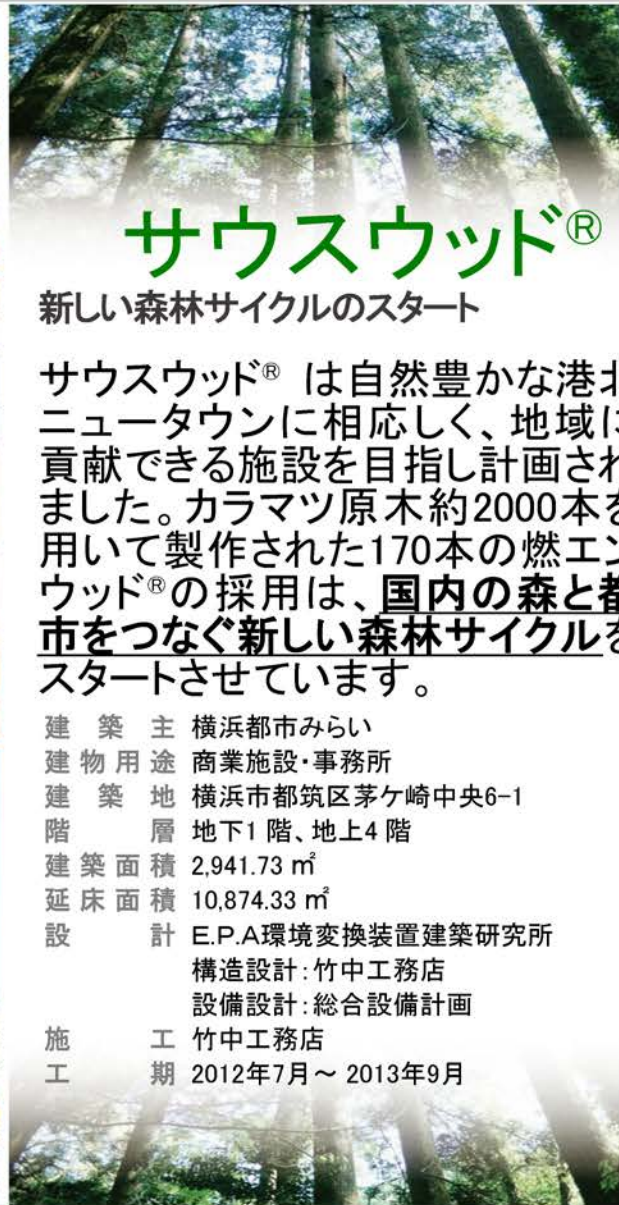 サウスウッド®
新しい森林サイクルのスタート
サウスウッド® は自然豊かな港北
ニュータウンに相応しく、地域に
貢献できる施設を目指し計画され
ました。カラマツ原木約2000本を
用いて製作された170本の燃エン
ウッド®の採用は、国内の森と都
市をつなぐ新しい森林サイクルを
スタートさせています。
建築主 横浜都市みらい
建物用途 商業施設・事務所
建築地 横浜市都筑区茅ケ崎中央6-1
階層 地下1 階、地上4 階
建築面積 2,941.73 ㎡
延床面積 10,874.33 ㎡
設計 E.P.A環境変換装置建築研究所
構造設計:竹中工務店
設備設計:総合設備計画
施工 竹中工務店
工期 2012年7月～ 2013年9月